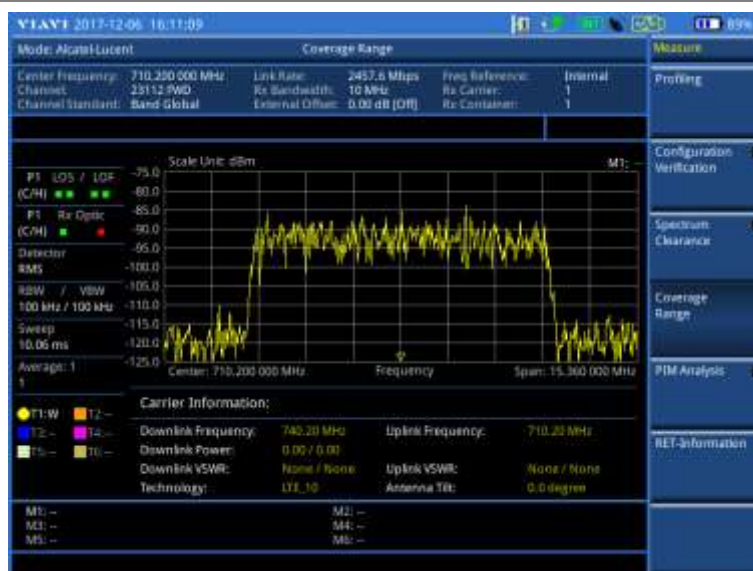 VIAVI 2017-12-06 16:11:09
89%
Mode: Alcatel-Lucent Coverage Range
Measure
Center Frequency: 710.200 000 MHz Link Rate: 2457.6 Mbps Freq Reference: Internal
Channel: 23112 FWD Rx Bandwidth: 10 MHz Rx Carrier: 1
Channel Standard: Band Global External Offset: 0.00 dB [Off] Rx Container: 1
Profiling
Configuration
Verification
Spectrum
Clearance
Coverage
Range
PIM Analysis
RET-Information
Scale Unit: dBm M1: --
P1 LOS / LOF
(C/H)
P1 Rx Optic
(C/H)
Detector
RMS
RBW / VBW
100 kHz / 100 kHz
Sweep
10.06 ms
Average: 1
1
T1:W T2:--
T3:-- T4:--
T5:-- T6:--
-75.0
-80.0
-85.0
-90.0
-95.0
-100.0
-105.0
-110.0
-115.0
-120.0
-125.0
Center: 710.200 000 MHz Frequency Span: 15.360 000 MHz
Carrier Information:
Downlink Frequency: 740.20 MHz Uplink Frequency: 710.20 MHz
Downlink Power: 0.00 / 0.00
Downlink VSWR: None / None Uplink VSWR: None / None
Technology: LTE_10 Antenna Tilt: 0.0 degree
M1: -- M2: --
M3: -- M4: --
M5: -- M6: --